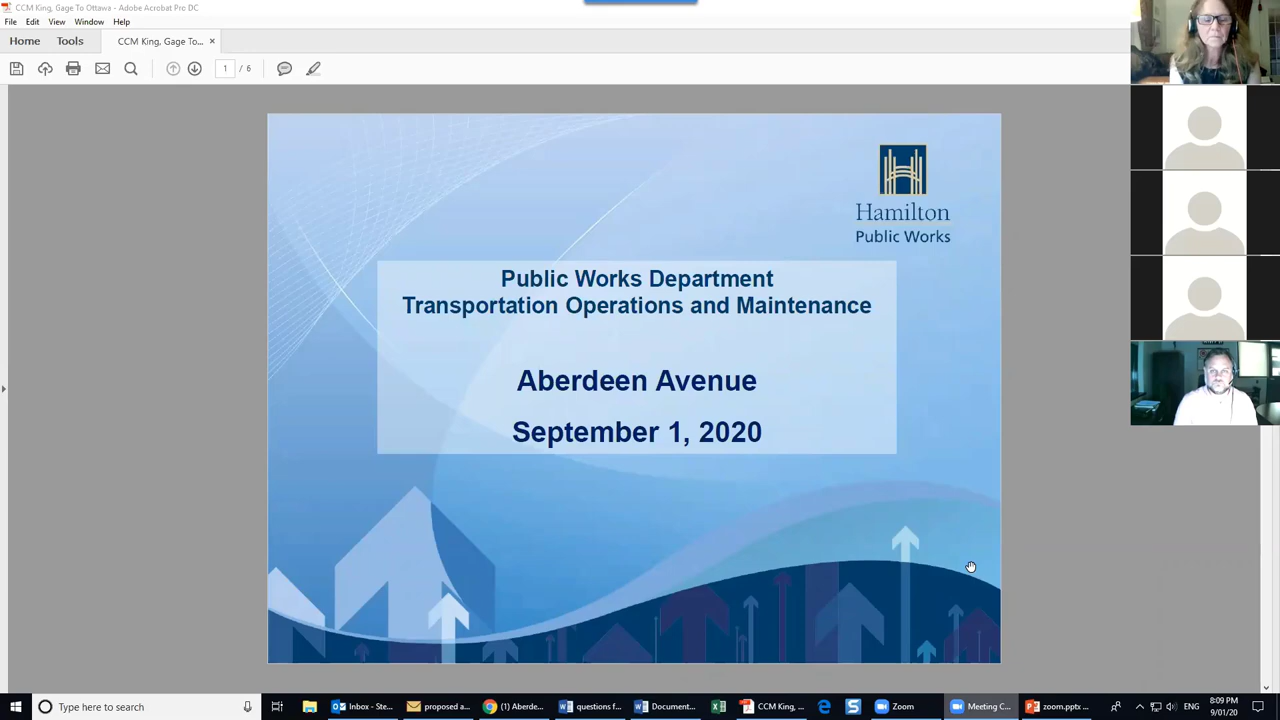 CCM King, Gage To Ottawa - Adobe Acrobat Pro DC
File Edit View Window Help
Home Tools CCM King, Gage To... ×
1 / 6
Hamilton
Public Works
Public Works Department
Transportation Operations and Maintenance
Aberdeen Avenue
September 1, 2020
Type here to search
Inbox - Ste...
proposed a...
(1) Aberde...
questions f...
Document...
CCM King, ...
Zoom
Meeting C...
zoom.pptx ...
ENG
8:09 PM
9/01/20